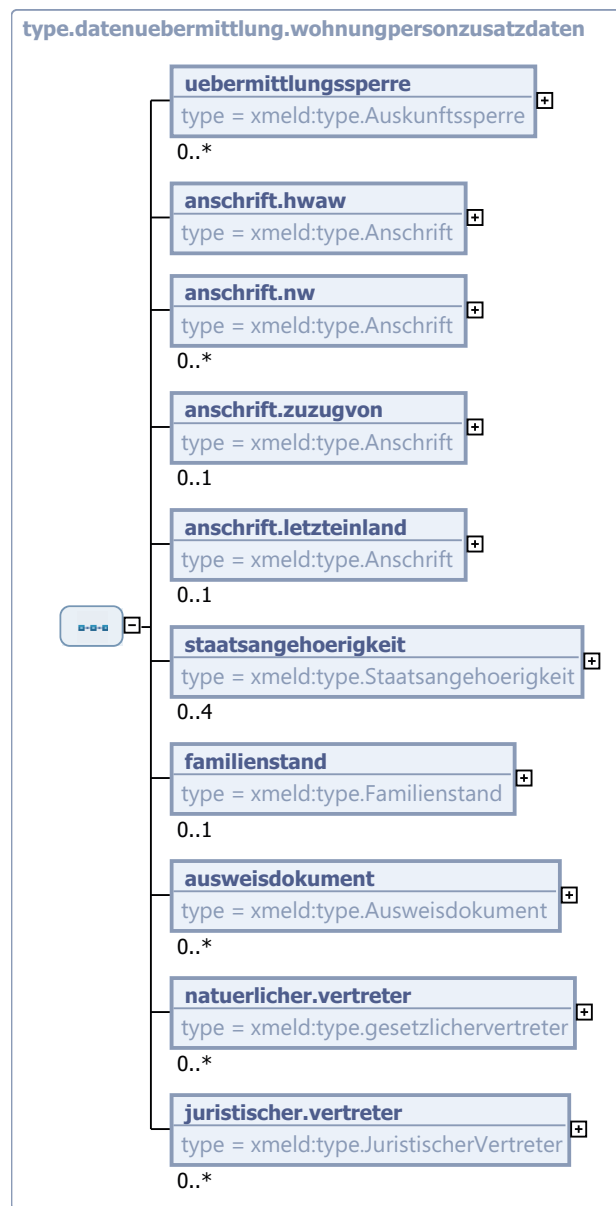 type.datenuebermittlung.wohnungpersonzusatzdaten
uebermittlungssperre
type = xmeld:type.Auskunftssperre
0..*
anschrift.hwaw
type = xmeld:type.Anschrift
anschrift.nw
type = xmeld:type.Anschrift
0..*
anschrift.zuzugvon
type = xmeld:type.Anschrift
0..1
anschrift.letzteinland
type = xmeld:type.Anschrift
0..1
staatsangehoerigkeit
type = xmeld:type.Staatsangehoerigkeit
0..4
familienstand
type = xmeld:type.Familienstand
0..1
ausweisdokument
type = xmeld:type.Ausweisdokument
0..*
natuerlicher.vertreter
type = xmeld:type.gesetzlichervertreter
0..*
juristischer.vertreter
type = xmeld:type.JuristischerVertreter
0..*